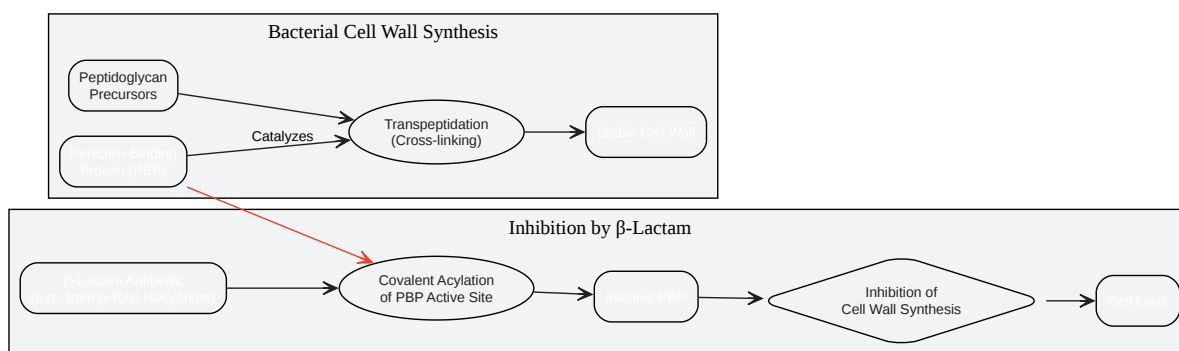 Bacterial Cell Wall Synthesis
Peptidoglycan
Precursors
Catalyzes
Penicillin-Binding
Protein (PBP)
Transpeptidation
(Cross-linking)
Stable Cell Wall
Inhibition by β-Lactam
β-Lactam Antibiotic
(e.g., from p-Tolyl Isocyanate)
Covalent Acylation
of PBP Active Site
Inactive PBP
Inhibition of
Cell Wall Synthesis
Cell Lysis